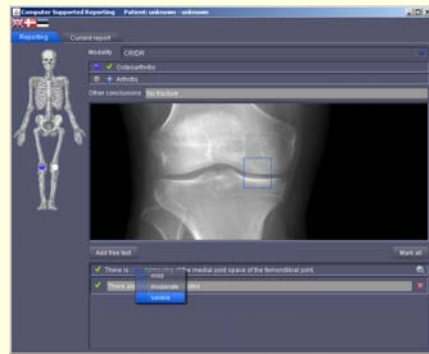 Computer Supported Reporting Patient: unknown - unknown
Reporting
Current report
Modality CR/DR
Osteoarthritis
Arthritis
Other conclusions No fracture
Add free text
Mark all
There is narrowing of the medial joint space of the femorotibial joint.
mild
There are
moderate
severe